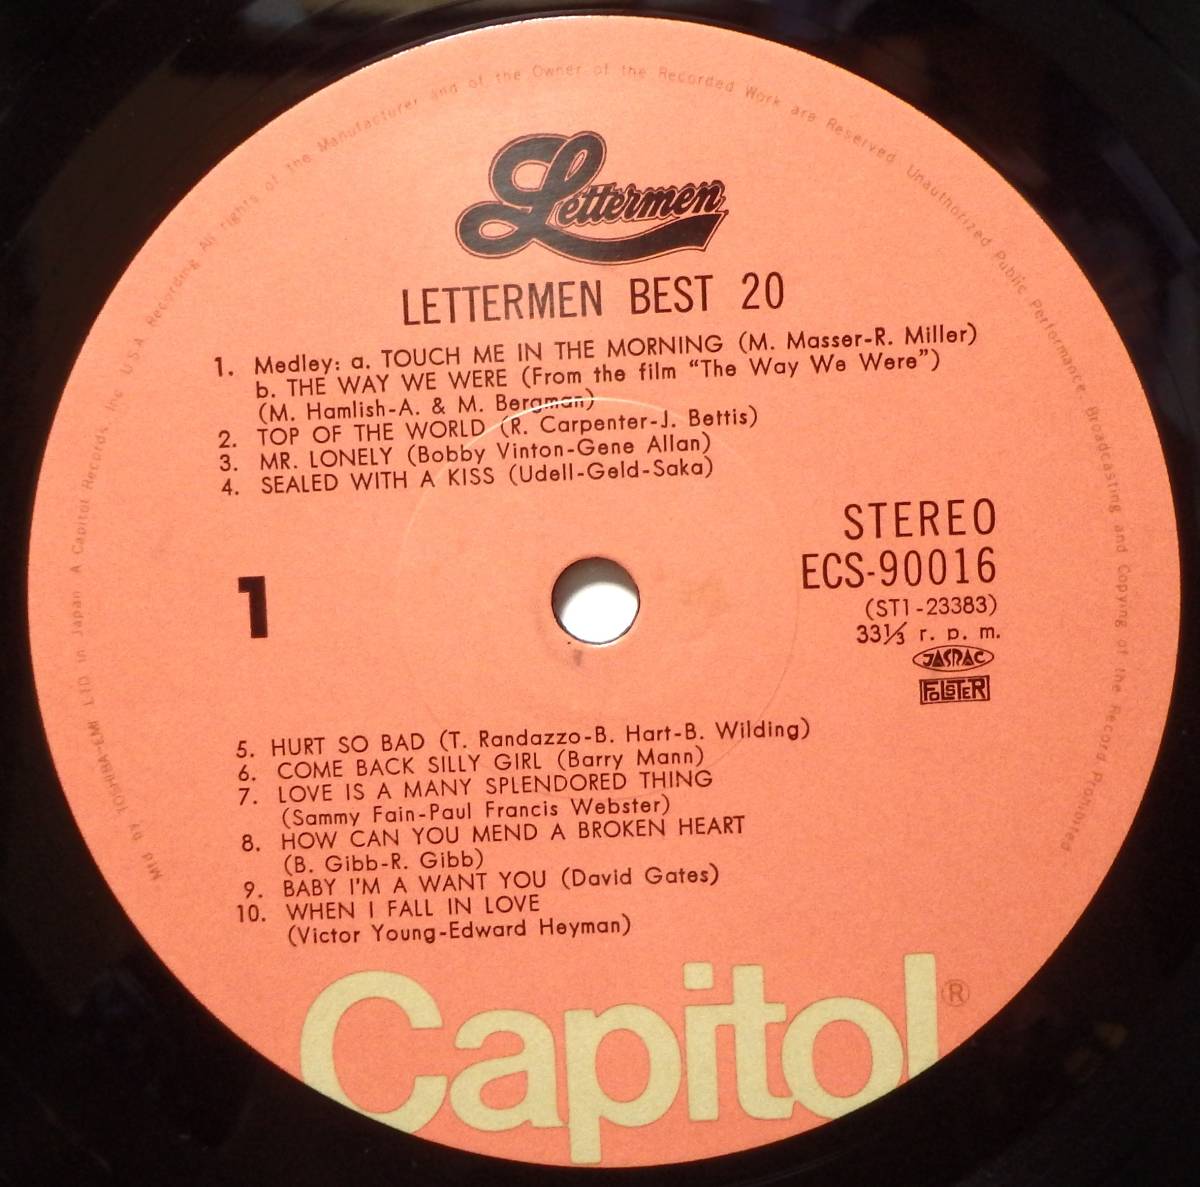 Lettermen
LETTERMEN BEST 20
1. Medley: a. TOUCH ME IN THE MORNING (M. Masser-R. Miller)
b. THE WAY WE WERE (From the film “The Way We Were”)
(M. Hamlish-A. & M. Bergman)
2. TOP OF THE WORLD (R. Carpenter-J. Bettis)
3. MR. LONELY (Bobby Vinton-Gene Allan)
4. SEALED WITH A KISS (Udell-Geld-Saka)
1
STEREO
ECS-90016
(ST1-23383)
33⅓ r. p. m.
JASRAC
FOLSTER
5. HURT SO BAD (T. Randazzo-B. Hart-B. Wilding)
6. COME BACK SILLY GIRL (Barry Mann)
7. LOVE IS A MANY SPLENDORED THING
(Sammy Fain-Paul Francis Webster)
8. HOW CAN YOU MEND A BROKEN HEART
(B. Gibb-R. Gibb)
9. BABY I'M A WANT YOU (David Gates)
10. WHEN I FALL IN LOVE
(Victor Young-Edward Heyman)
Capitol®
Mfd by TOSHIBA-EMI LTD in Japan A Capitol Records, Inc U.S.A. Recording All rights of the Manufacturer and of the Owner of the Recorded Work are Reserved Unauthorized Public Performance. Broadcasting and Copying of the Record Prohibited